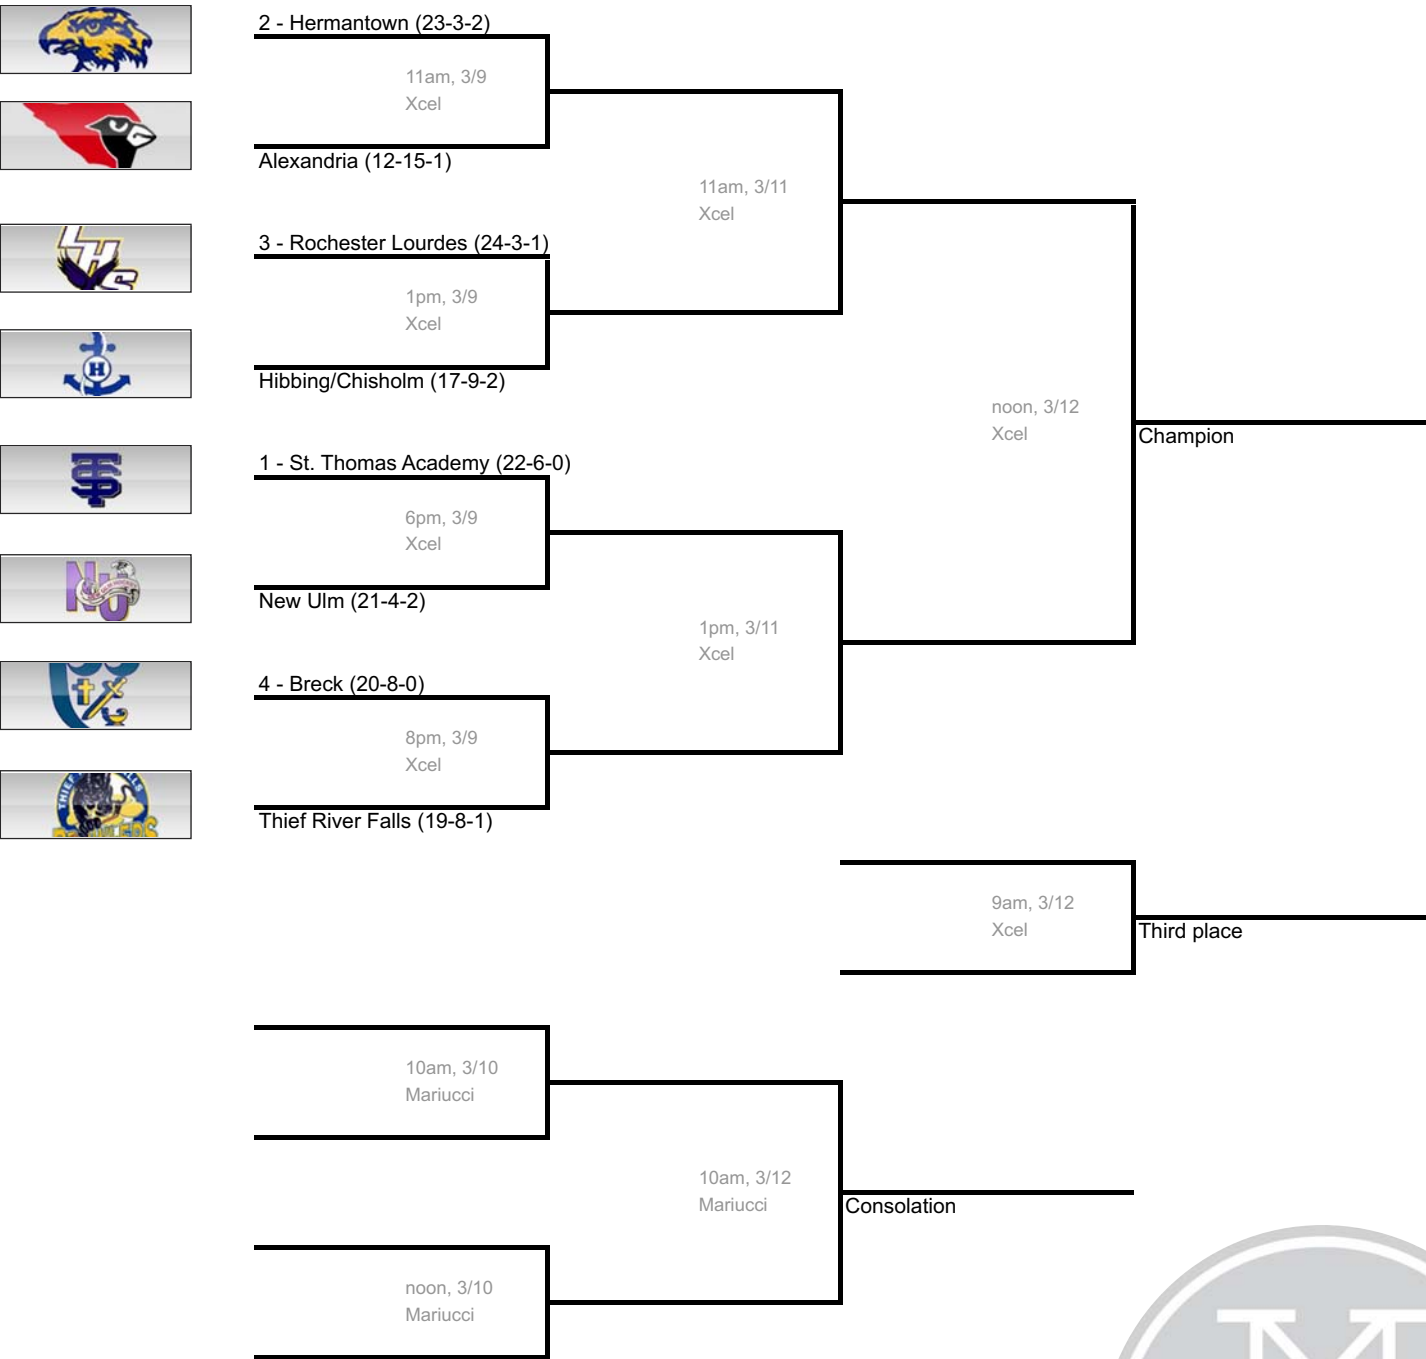 2 - Hermantown (23-3-2)
11am, 3/9
Xcel
Alexandria (12-15-1)
11am, 3/11
Xcel
LHS
3 - Rochester Lourdes (24-3-1)
1pm, 3/9
Xcel
H
Hibbing/Chisholm (17-9-2)
noon, 3/12
Xcel
Champion
1 - St. Thomas Academy (22-6-0)
6pm, 3/9
Xcel
NU
New Ulm (21-4-2)
1pm, 3/11
Xcel
4 - Breck (20-8-0)
8pm, 3/9
Xcel
THIEF
Thief River Falls (19-8-1)
9am, 3/12
Xcel
Third place
10am, 3/10
Mariucci
10am, 3/12
Mariucci
Consolation
noon, 3/10
Mariucci